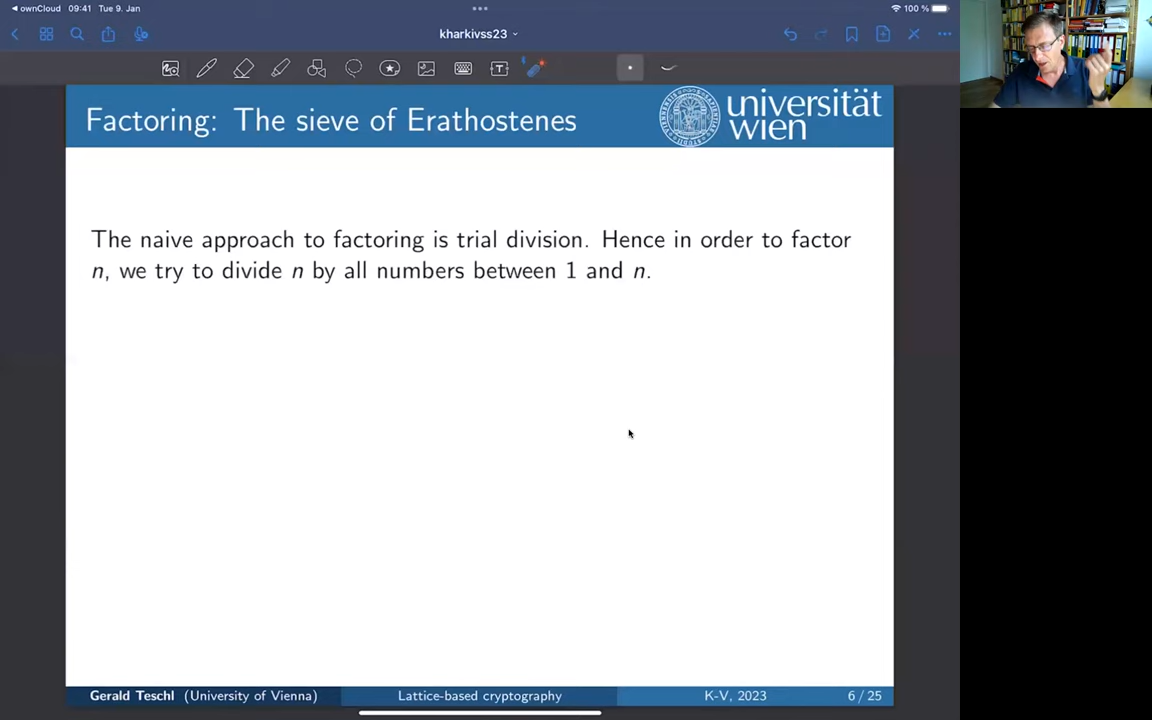 ownCloud 09:41 Tue 9. Jan
100 %
kharkivss23
Factoring: The sieve of Erathostenes
universität
wien
The naive approach to factoring is trial division. Hence in order to factor
n, we try to divide n by all numbers between 1 and n.
Gerald Teschl (University of Vienna) Lattice-based cryptography K-V, 2023 6 / 25